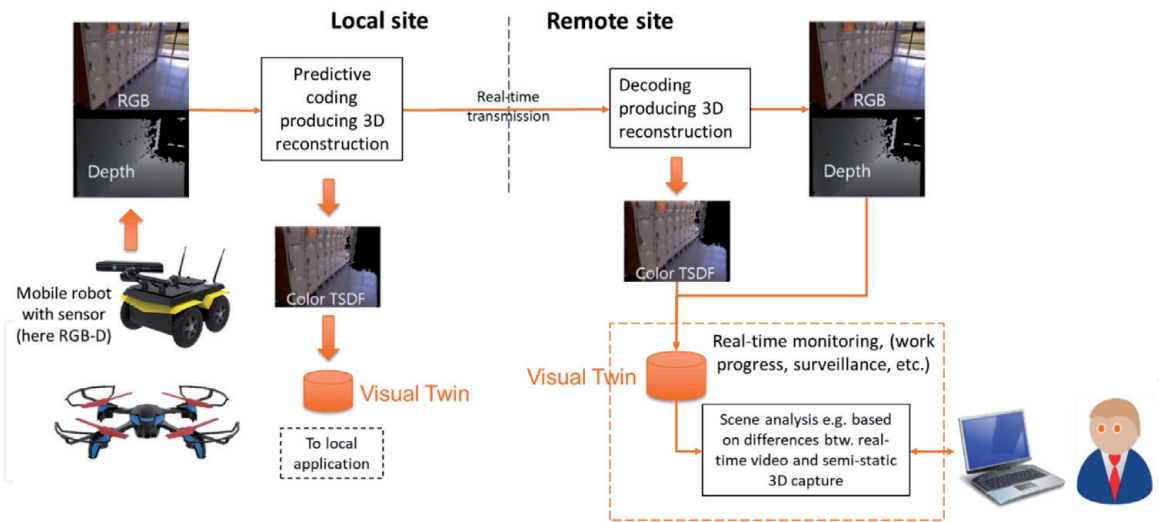 Local site
Remote site
RGB
Depth
Predictive
coding
producing 3D
reconstruction
Real-time
transmission
Decoding
producing 3D
reconstruction
RGB
Depth
Color TSDF
Color TSDF
Mobile robot
with sensor
(here RGB-D)
Visual Twin
To local
application
Real-time monitoring, (work
progress, surveillance, etc.)
Visual Twin
Scene analysis e.g. based
on differences btw. real-
time video and semi-static
3D capture